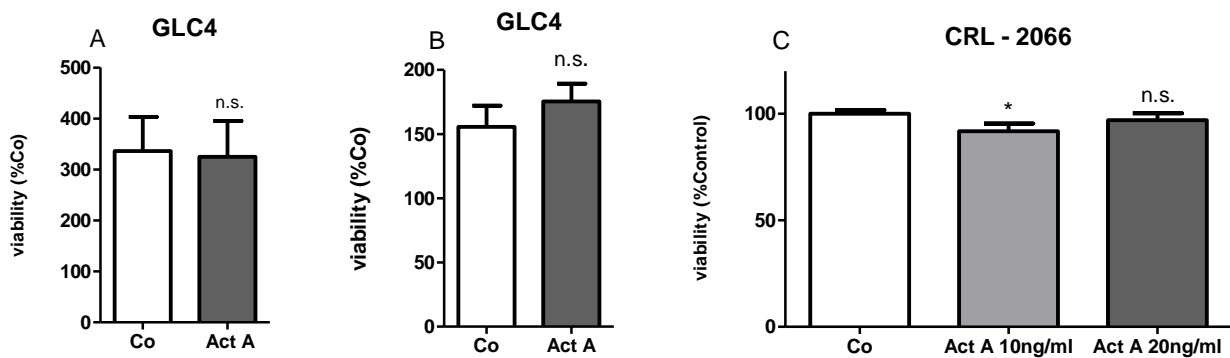 A
GLC4
viability (%Co)
500
400
300
200
100
0
n.s.
Co
Act A
B
GLC4
viability (%Co)
200
150
100
50
0
n.s.
Co
Act A
C
CRL - 2066
viability (%Control)
100
50
0
*
n.s.
Co
Act A 10ng/ml
Act A 20ng/ml